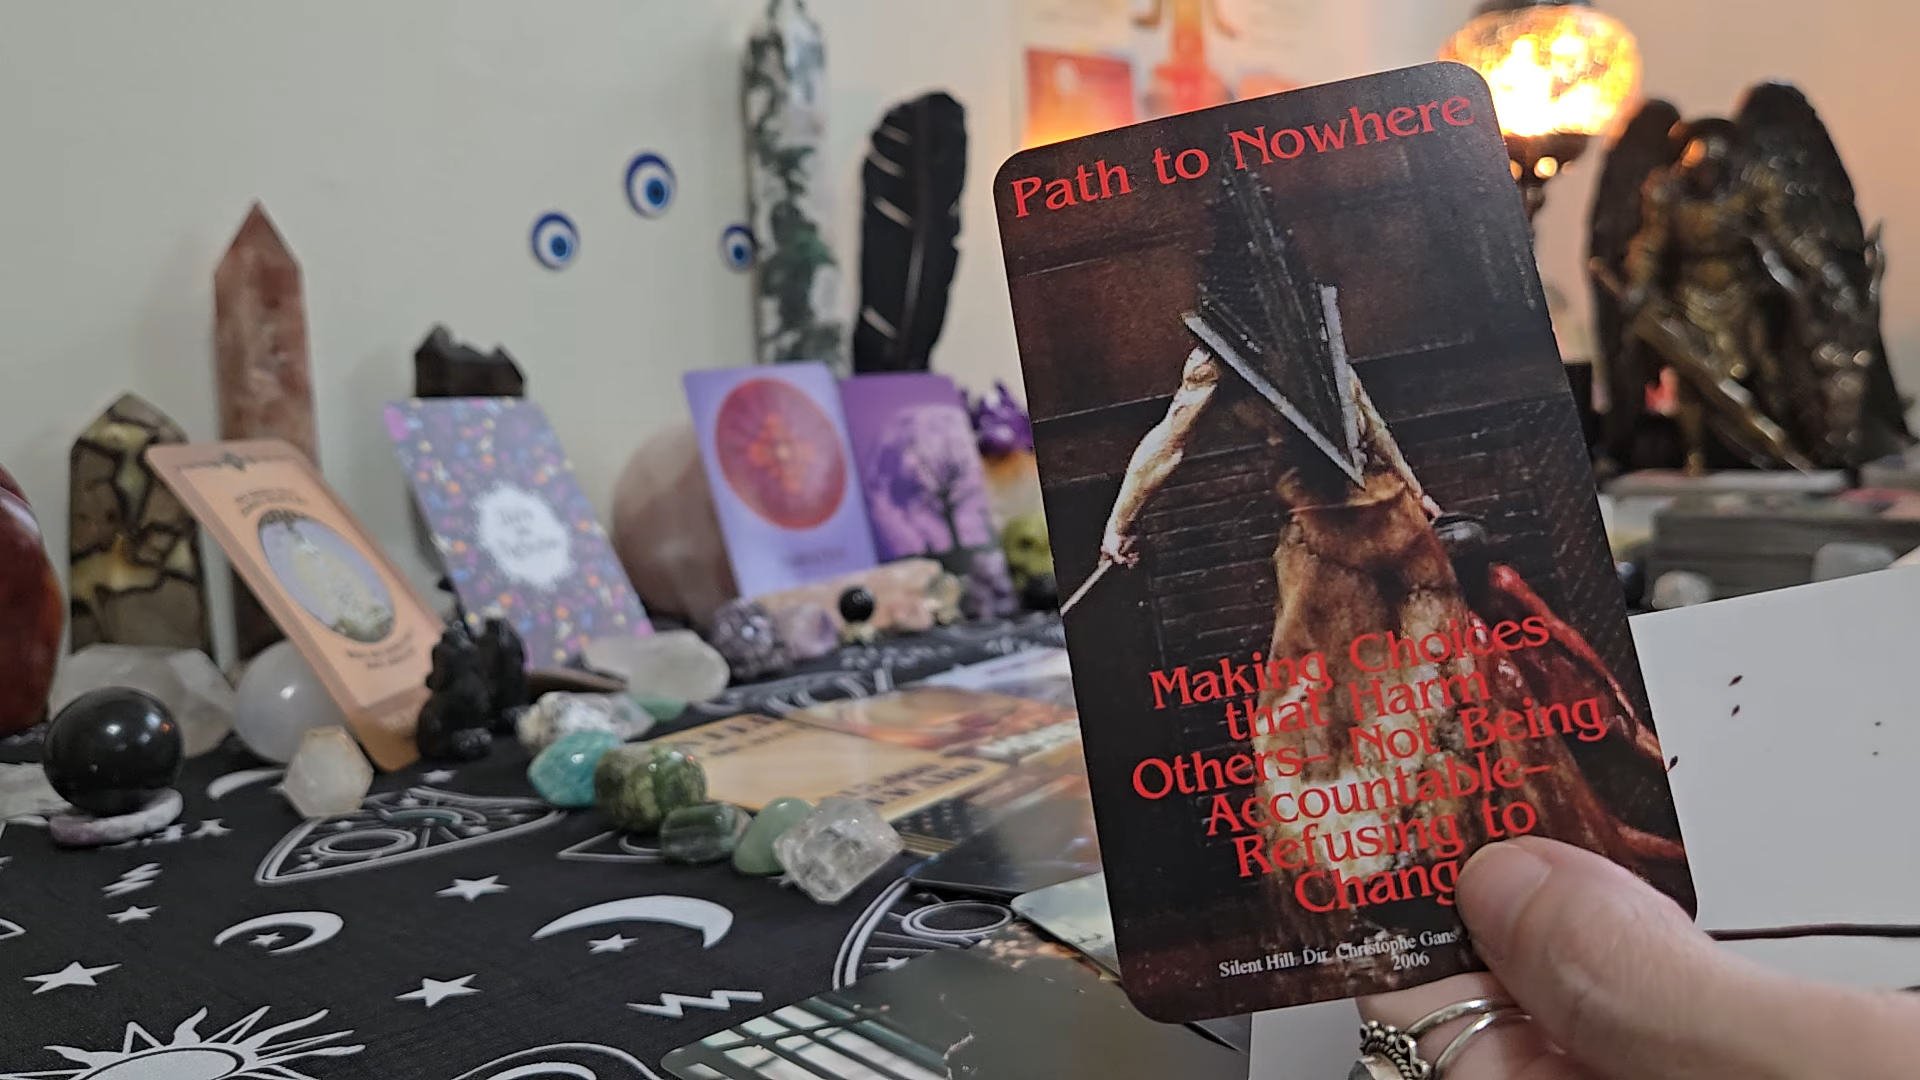 Path to Nowhere
Making Choices
that Harm
Others– Not Being
Accountable–
Refusing to
Chang
Silent Hill, Dir. Christophe Gans
2006